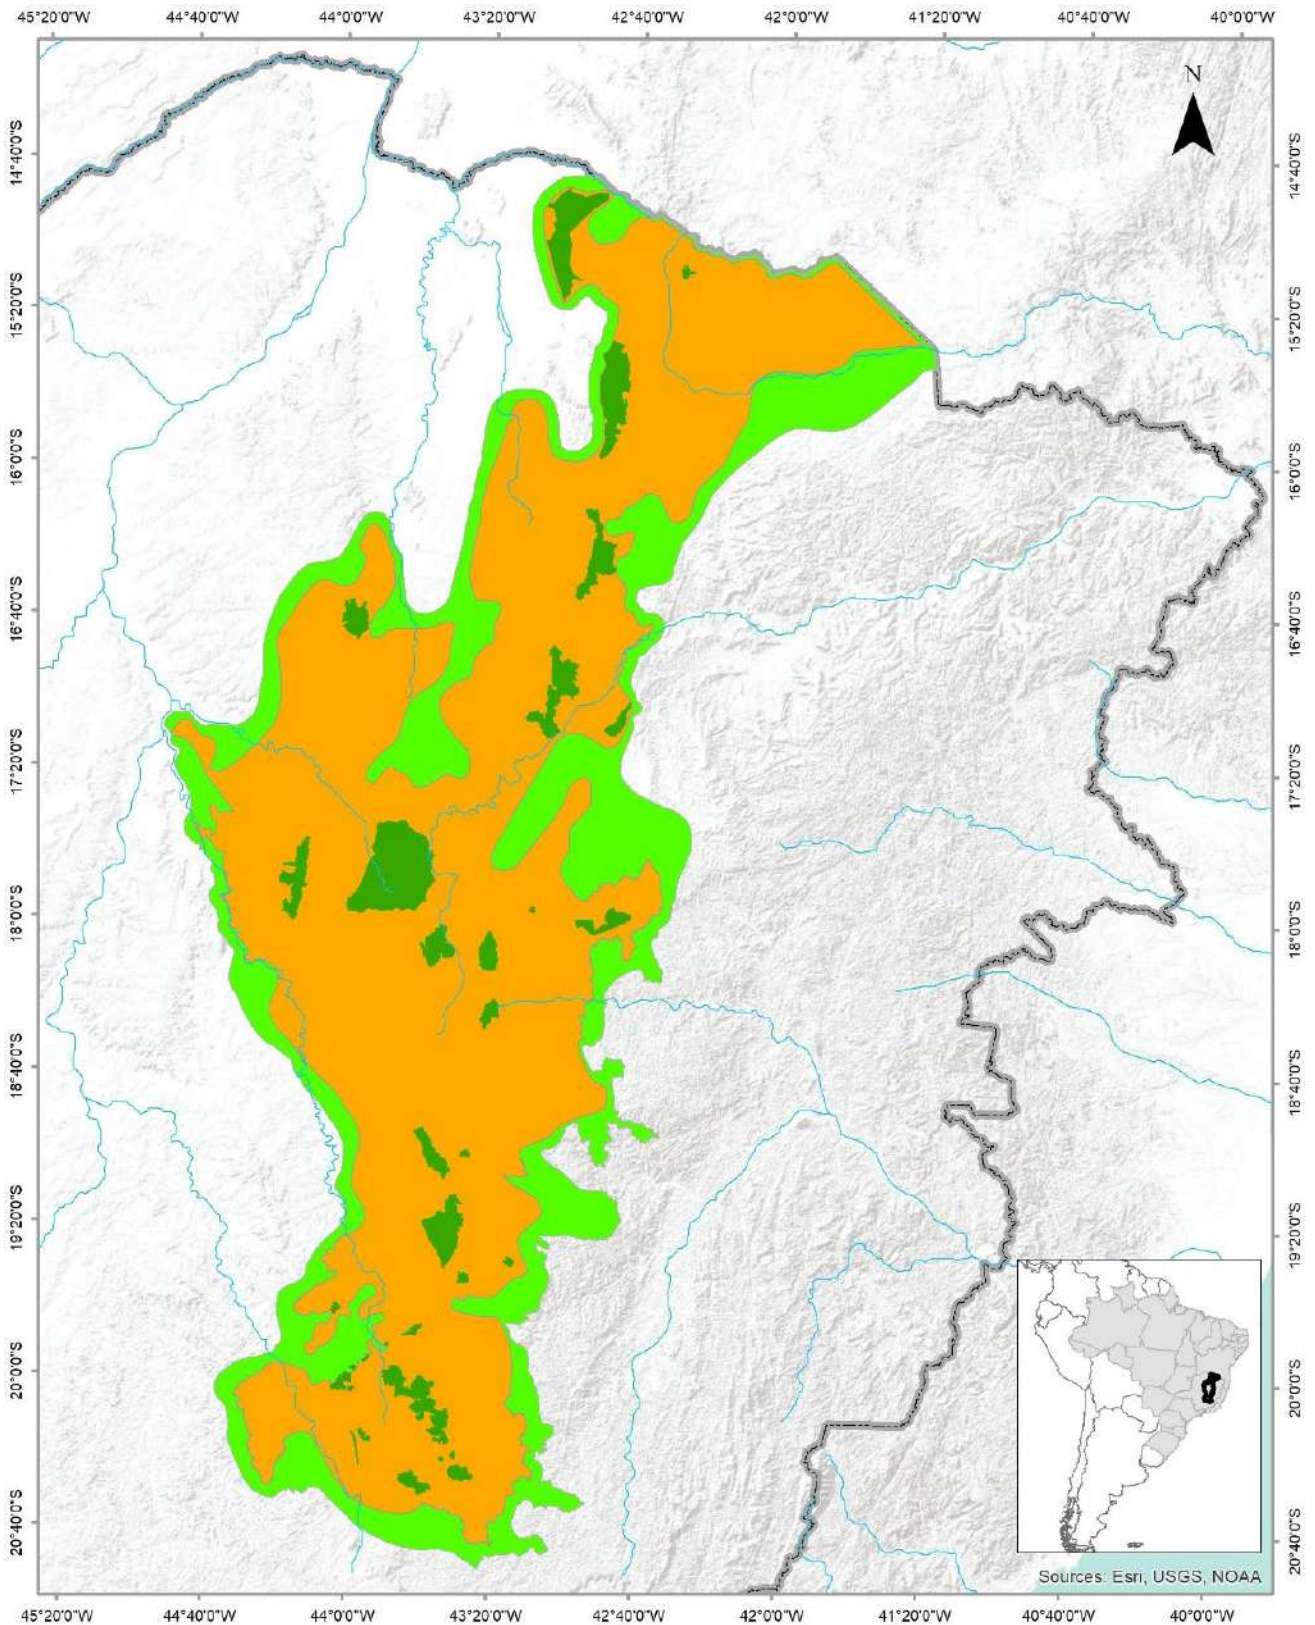 45°20'0"W 44°40'0"W 44°0'0"W 43°20'0"W 42°40'0"W 42°0'0"W 41°20'0"W 40°40'0"W 40°0'0"W
N
14°40'0"S 14°40'0"S
15°20'0"S 15°20'0"S
16°0'0"S 16°0'0"S
16°40'0"S 16°40'0"S
17°20'0"S 17°20'0"S
18°0'0"S 18°0'0"S
18°40'0"S 18°40'0"S
19°20'0"S 19°20'0"S
20°0'0"S 20°0'0"S
20°40'0"S 20°40'0"S
Sources: Esri, USGS, NOAA
45°20'0"W 44°40'0"W 44°0'0"W 43°20'0"W 42°40'0"W 42°0'0"W 41°20'0"W 40°40'0"W 40°0'0"W